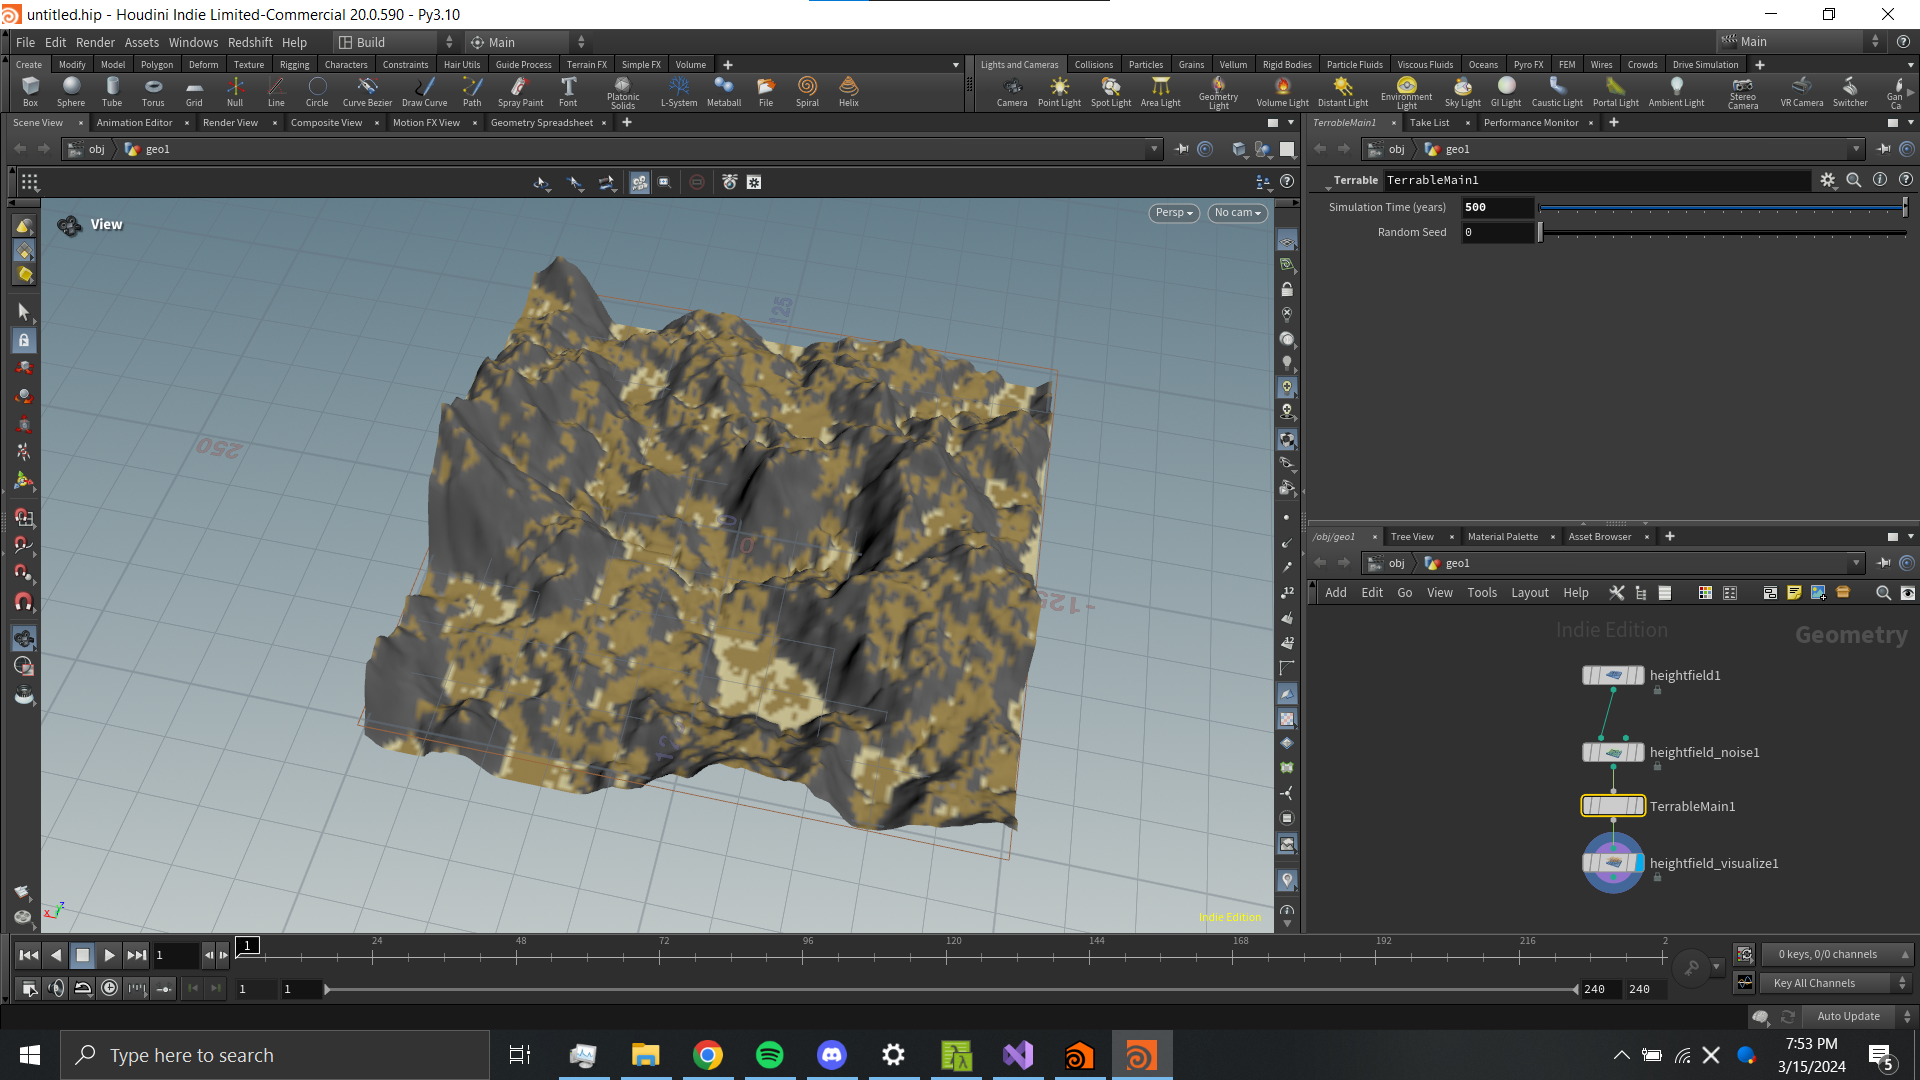 untitled.hip - Houdini Indie Limited-Commercial 20.0.590 - Py3.10
File Edit Render Assets Windows Redshift Help Build Main Main
Create Modify Model Polygon Deform Texture Rigging Characters Constraints Hair Utils Guide Process Terrain FX Simple FX Volume
Box Sphere Tube Torus Grid Null Line Circle Curve Bezier Draw Curve Path Spray Paint Font Platonic Solids L-System Metaball File Spiral Helix
Lights and Cameras Collisions Particles Grains Vellum Rigid Bodies Particle Fluids Viscous Fluids Oceans Pyro FX FEM Wires Crowds Drive Simulation
Camera Point Light Spot Light Area Light Geometry Light Volume Light Distant Light Environment Light Sky Light GI Light Caustic Light Portal Light Ambient Light Stereo Camera VR Camera Switcher Gan Ca
Scene View Animation Editor Render View Composite View Motion FX View Geometry Spreadsheet
obj geo1
View
Persp No cam
125
250
0
0
-125
-12
Indie Edition
TerrableMain1 Take List Performance Monitor
obj geo1
Terrable TerrableMain1
Simulation Time (years) 500
Random Seed 0
/obj/geo1 Tree View Material Palette Asset Browser
obj geo1
Add Edit Go View Tools Layout Help
Indie Edition Geometry
heightfield1
heightfield_noise1
TerrableMain1
heightfield_visualize1
1 1 24 48 72 96 120 144 168 192 216 2
0 keys, 0/0 channels
1 1 240 240
Key All Channels
Auto Update
Type here to search
7:53 PM
3/15/2024
5